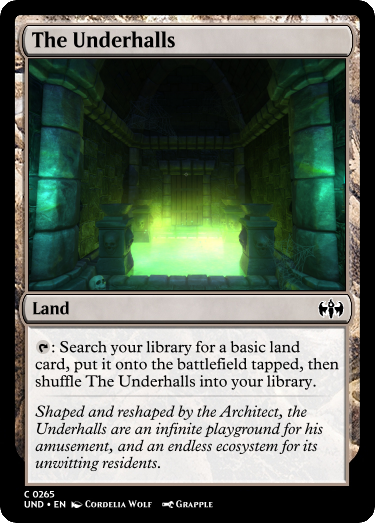 The Underhalls
Land
: Search your library for a basic land
card, put it onto the battlefield tapped, then
shuffle The Underhalls into your library.
Shaped and reshaped by the Architect, the
Underhalls are an infinite playground for his
amusement, and an endless ecosystem for its
unwitting residents.
C 0265
UND • EN Cordelia Wolf Grapple